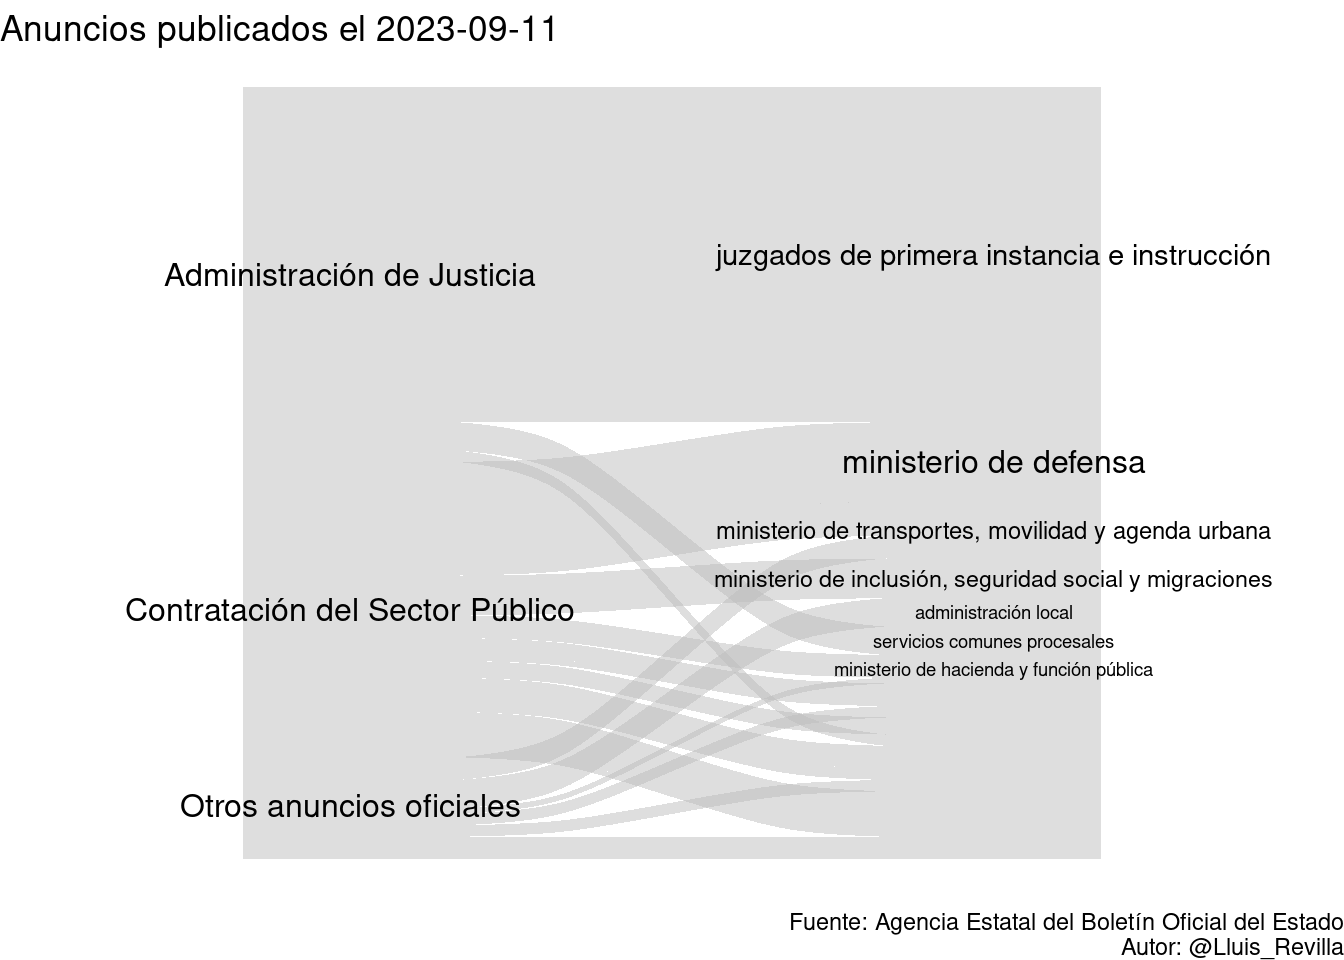 Anuncios publicados el 2023-09-11
Administración de Justicia
juzgados de primera instancia e instrucción
ministerio de defensa
ministerio de transportes, movilidad y agenda urbana
ministerio de inclusión, seguridad social y migraciones
Contratación del Sector Público
administración local
servicios comunes procesales
ministerio de hacienda y función pública
Otros anuncios oficiales
Fuente: Agencia Estatal del Boletín Oficial del Estado
Autor: @Lluis_Revilla